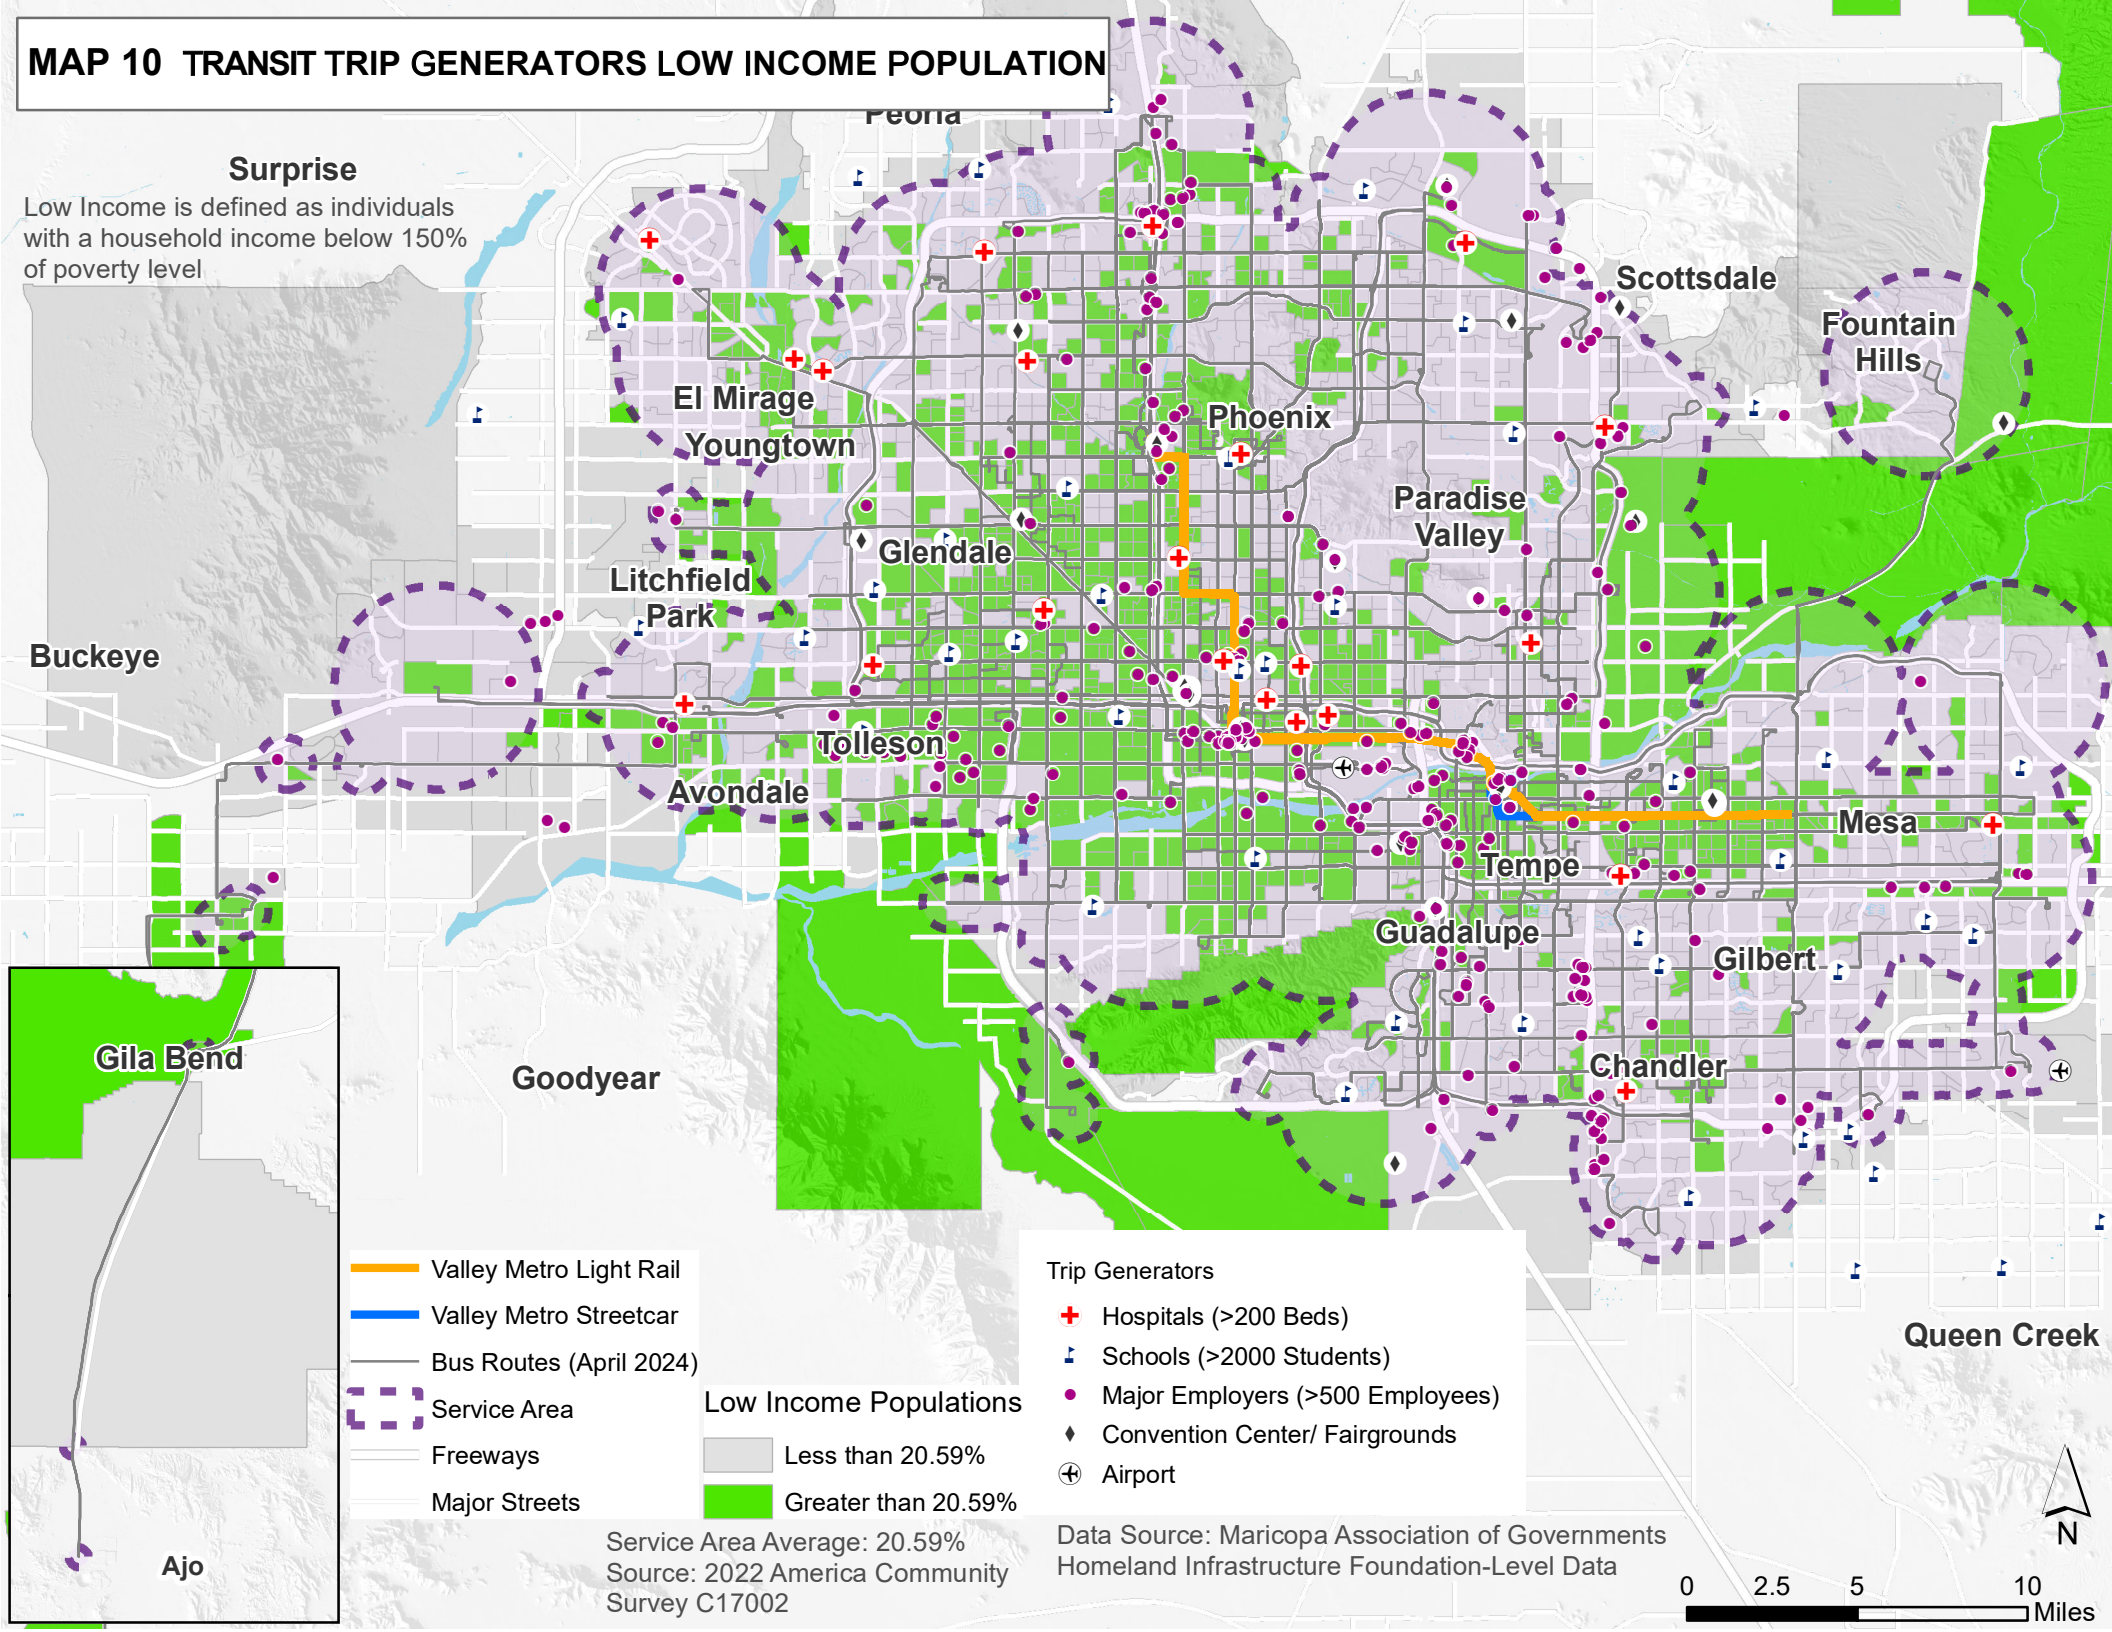 MAP 10 TRANSIT TRIP GENERATORS LOW INCOME POPULATION
Peoria
Surprise
Low Income is defined as individuals
with a household income below 150%
of poverty level
Scottsdale
Fountain
Hills
El Mirage
Phoenix
Youngtown
Paradise
Valley
Glendale
Litchfield
Park
Buckeye
Tolleson
Avondale
Mesa
Tempe
Guadalupe
Gilbert
Gila Bend
Goodyear
Chandler
Queen Creek
Ajo
Valley Metro Light Rail
Valley Metro Streetcar
Bus Routes (April 2024)
Service Area
Freeways
Major Streets
Low Income Populations
Less than 20.59%
Greater than 20.59%
Service Area Average: 20.59%
Source: 2022 America Community
Survey C17002
Trip Generators
Hospitals (>200 Beds)
Schools (>2000 Students)
Major Employers (>500 Employees)
Convention Center/ Fairgrounds
Airport
Data Source: Maricopa Association of Governments
Homeland Infrastructure Foundation-Level Data
N
0 2.5 5 10
Miles